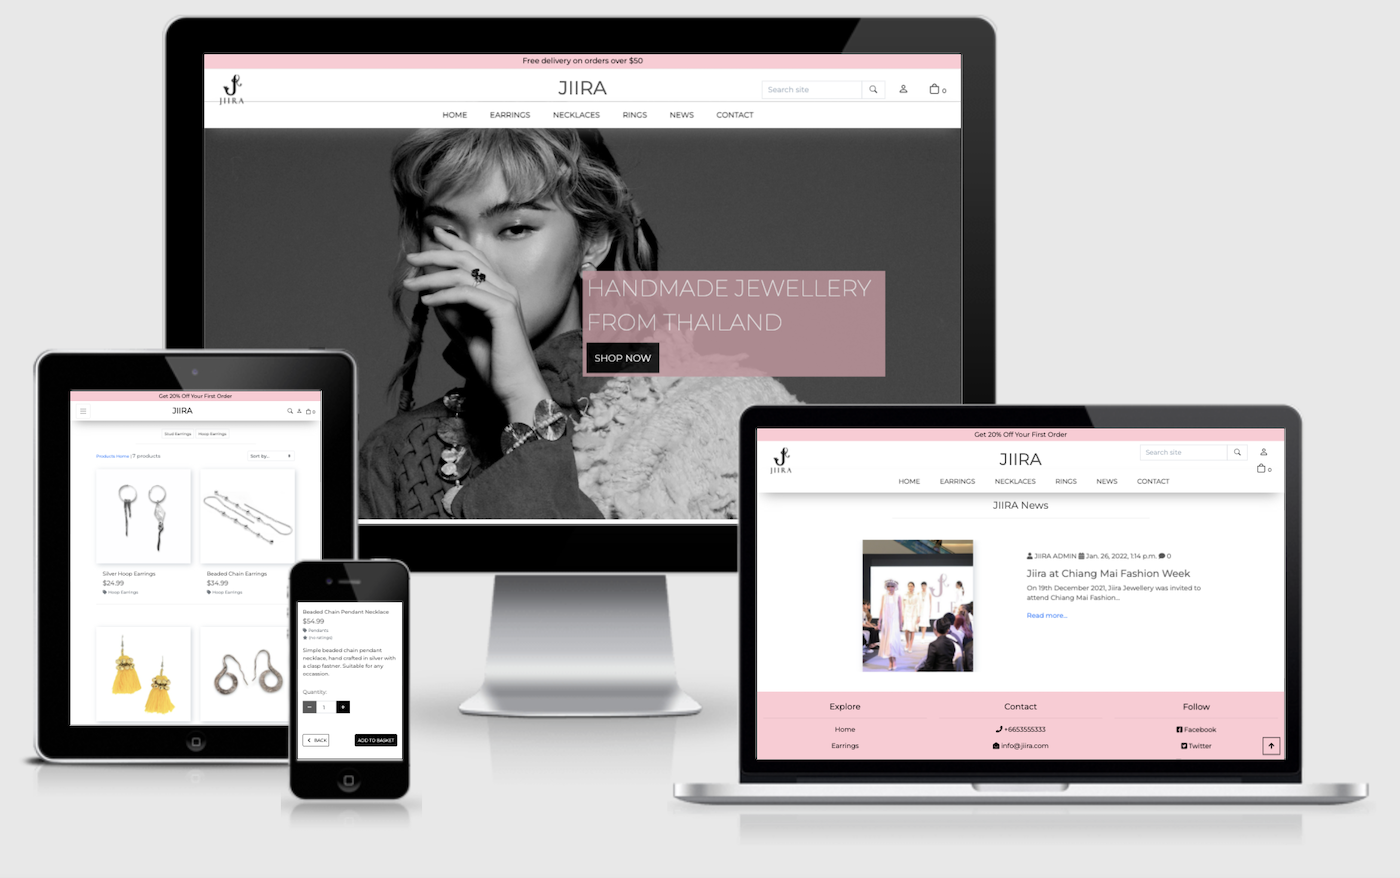 Free delivery on orders over $50
JIIRA
JIIRA
Search site
0
HOME EARRINGS NECKLACES RINGS NEWS CONTACT
HANDMADE JEWELLERY
FROM THAILAND
SHOP NOW
Get 20% Off Your First Order
JIIRA
0
Stud Earrings Hoop Earrings
Products Home | 7 products
Sort by...
Silver Hoop Earrings
$24.99
Hoop Earrings
Beaded Chain Earrings
$34.99
Hoop Earrings
Beaded Chain Pendant Necklace
$54.99
Pendants
(no ratings)
Simple beaded chain pendant
necklace, hand crafted in silver with
a clasp fastner. Suitable for any
occassion.
Quantity:
1
BACK
ADD TO BASKET
Get 20% Off Your First Order
JIIRA
JIIRA
Search site
0
HOME EARRINGS NECKLACES RINGS NEWS CONTACT
JIIRA News
JIIRA ADMIN Jan. 26, 2022, 1:14 p.m. 0
Jiira at Chiang Mai Fashion Week
On 19th December 2021, Jiira Jewellery was invited to
attend Chiang Mai Fashion...
Read more...
Explore
Home
Earrings
Contact
+6653555333
info@jiira.com
Follow
Facebook
Twitter